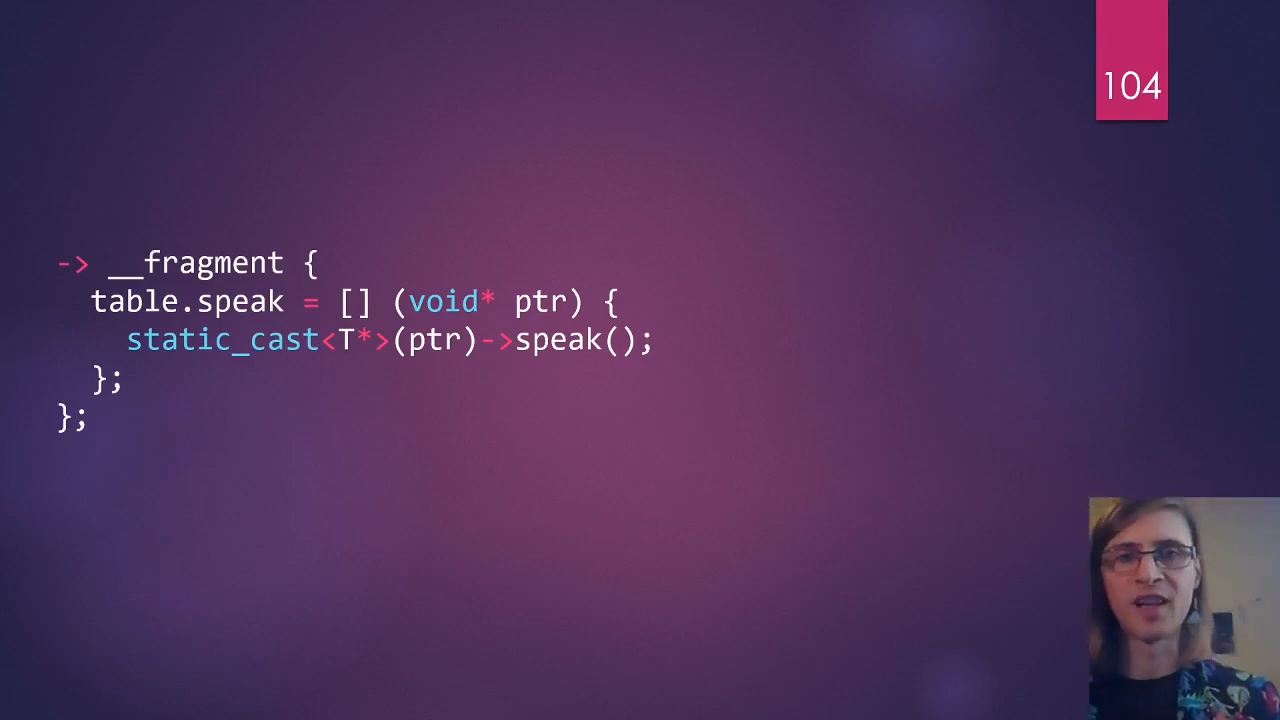 104
-> __fragment {
  table.speak = [] (void* ptr) {
    static_cast<T*>(ptr)->speak();
  };
};